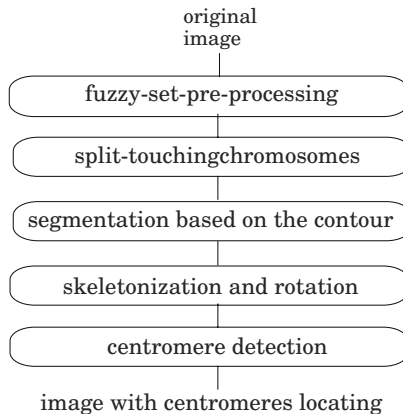 original
image
fuzzy-set-pre-processing
split-touchingchromosomes
segmentation based on the contour
skeletonization and rotation
centromere detection
image with centromeres locating